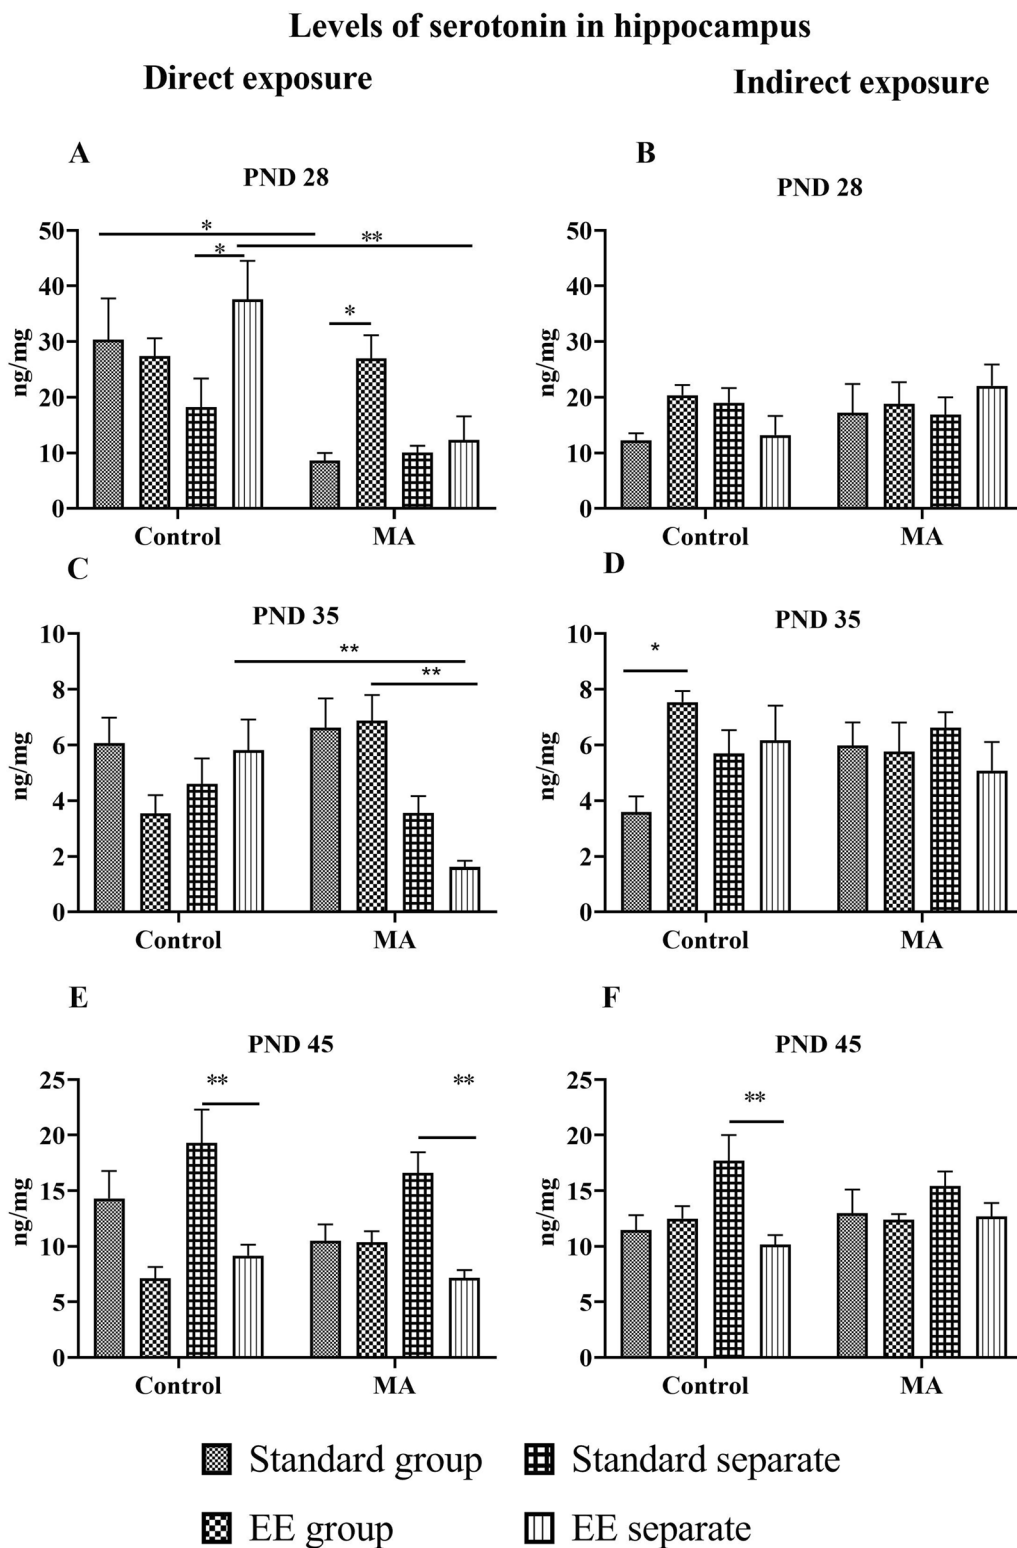 Levels of serotonin in hippocampus
Direct exposure
Indirect exposure
A
PND 28
ng/mg
50
40
30
20
10
0
*
*
**
*
Control
MA
B
PND 28
ng/mg
50
40
30
20
10
0
Control
MA
C
PND 35
ng/mg
10
8
6
4
2
0
**
**
Control
MA
D
PND 35
ng/mg
10
8
6
4
2
0
*
Control
MA
E
PND 45
ng/mg
25
20
15
10
5
0
**
**
Control
MA
F
PND 45
ng/mg
25
20
15
10
5
0
**
Control
MA
Standard group
Standard separate
EE group
EE separate